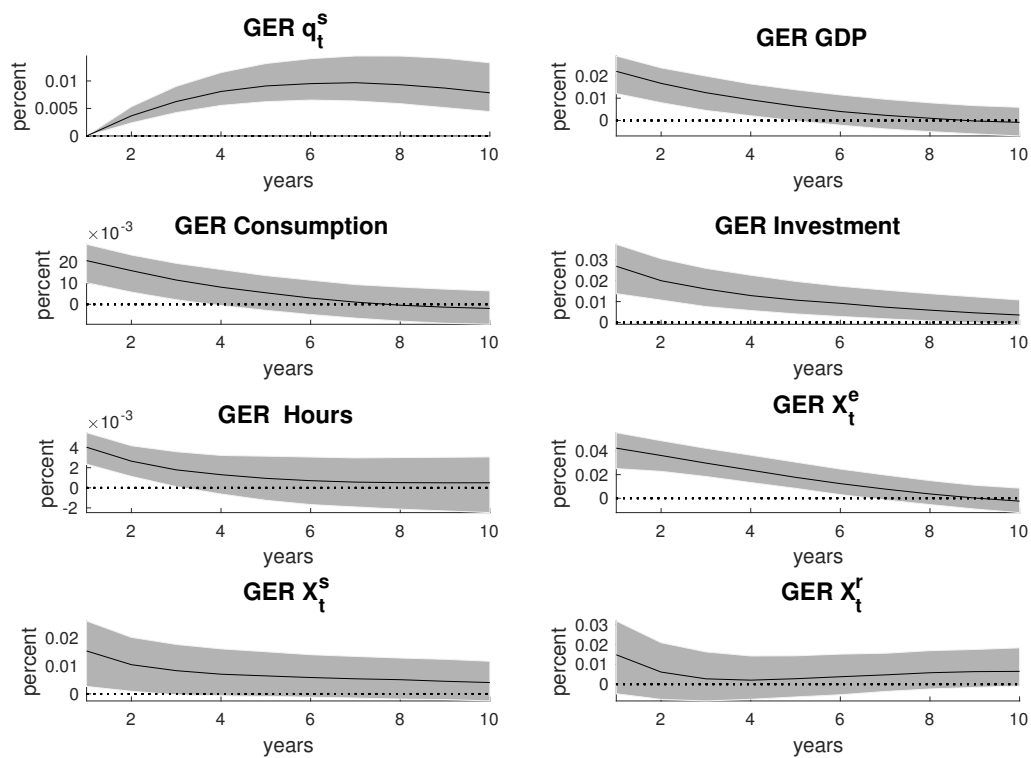 GER q_t^s
percent
0.01
0.005
0
2 4 6 8 10
years
GER GDP
percent
0.02
0.01
0
2 4 6 8 10
years
GER Consumption
×10^-3
percent
20
10
0
2 4 6 8 10
years
GER Investment
percent
0.03
0.02
0.01
0
2 4 6 8 10
years
GER Hours
×10^-3
percent
4
2
0
-2
2 4 6 8 10
years
GER X_t^e
percent
0.04
0.02
0
2 4 6 8 10
years
GER X_t^s
percent
0.02
0.01
0
2 4 6 8 10
years
GER X_t^r
percent
0.03
0.02
0.01
0
2 4 6 8 10
years